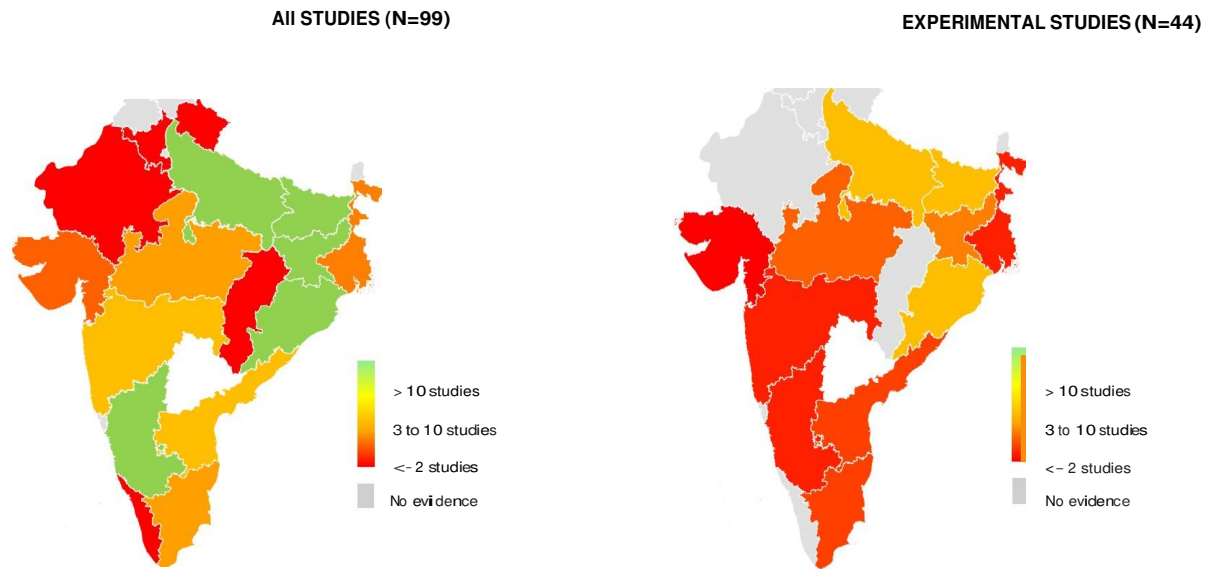 All STUDIES (N=99)
EXPERIMENTAL STUDIES (N=44)
> 10 studies
3 to 10 studies
<- 2 studies
No evidence
> 10 studies
3 to 10 studies
<- 2 studies
No evidence